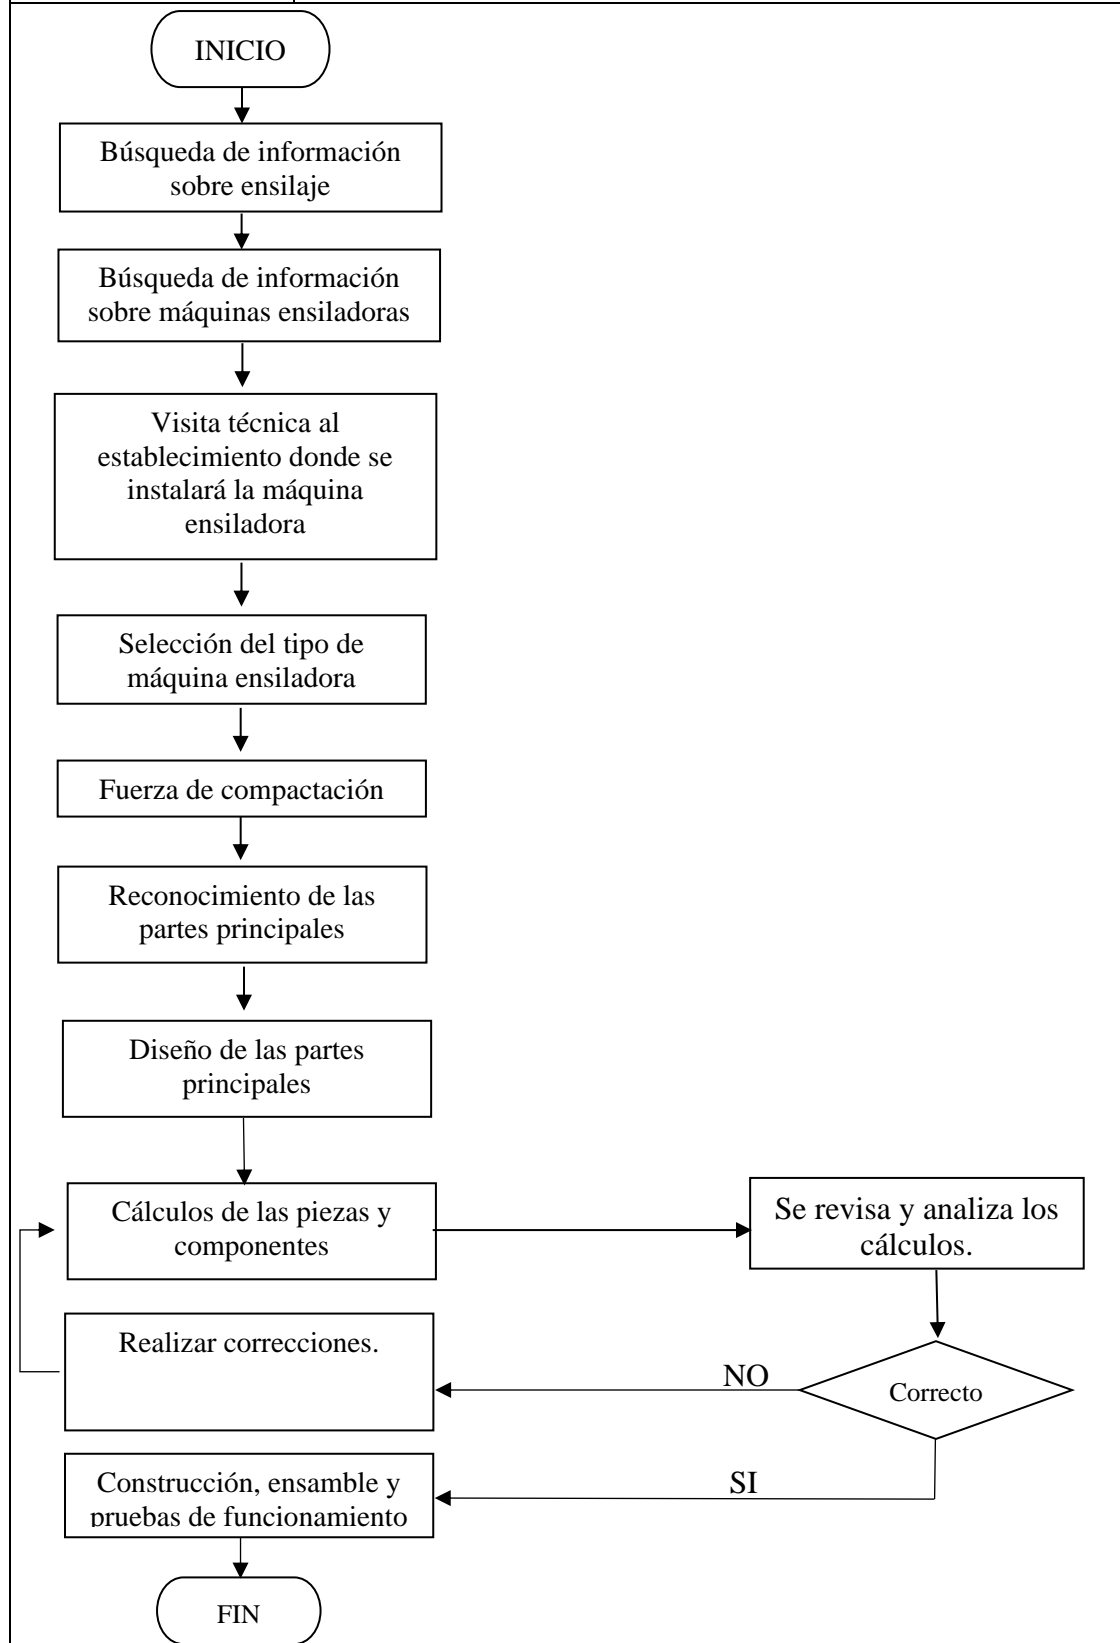 INICIO
Búsqueda de información
sobre ensilaje
Búsqueda de información
sobre máquinas ensiladoras
Visita técnica al
establecimiento donde se
instalará la máquina
ensiladora
Selección del tipo de
máquina ensiladora
Fuerza de compactación
Reconocimiento de las
partes principales
Diseño de las partes
principales
Cálculos de las piezas y
componentes
Se revisa y analiza los
cálculos.
Realizar correcciones.
NO
Correcto
Construcción, ensamble y
pruebas de funcionamiento
SI
FIN